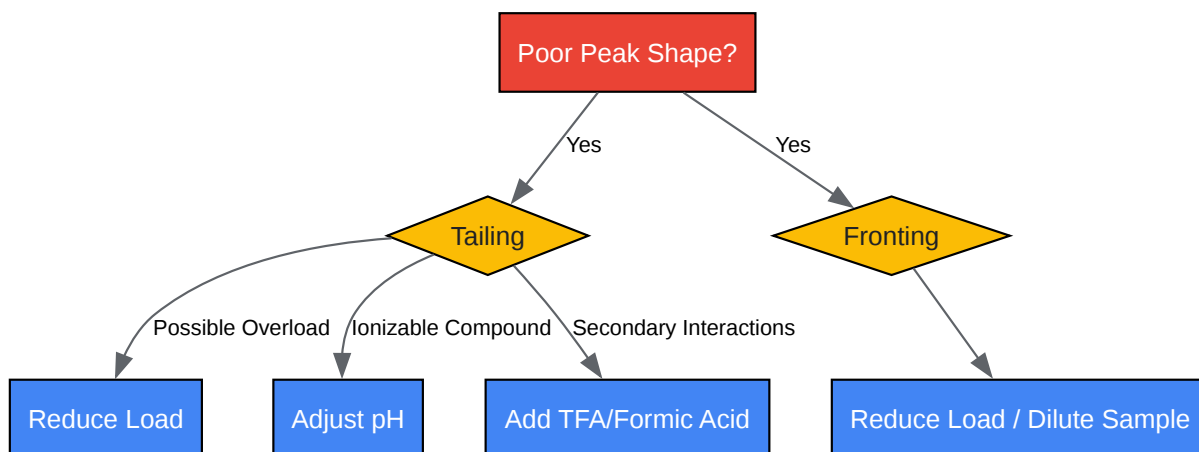 Poor Peak Shape?
Yes
Yes
Tailing
Fronting
Possible Overload
Ionizable Compound
Secondary Interactions
Reduce Load
Adjust pH
Add TFA/Formic Acid
Reduce Load / Dilute Sample